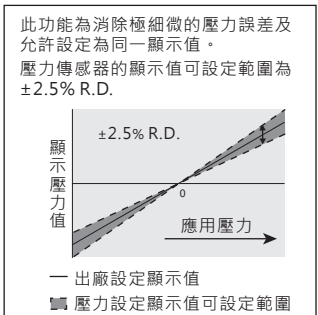 此功能為消除極細微的壓力誤差及
允許設定為同一顯示值。
壓力傳感器的顯示值可設定範圍為
±2.5% R.D.
±2.5% R.D.
顯示壓力值
0
應用壓力
出廠設定顯示值
壓力設定顯示值可設定範圍